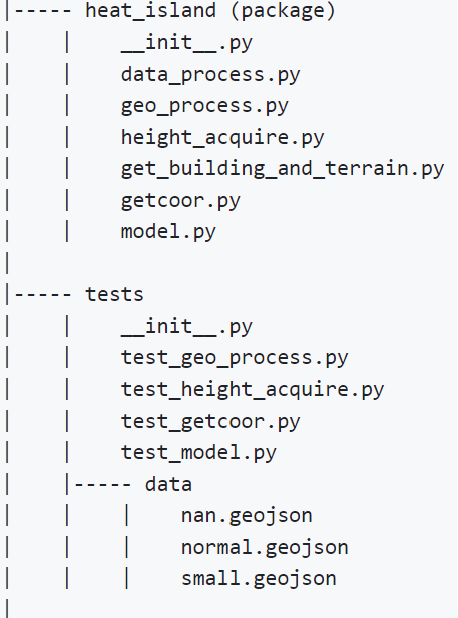 |----- heat_island (package)
|    |    __init__.py
|    |    data_process.py
|    |    geo_process.py
|    |    height_acquire.py
|    |    get_building_and_terrain.py
|    |    getcoor.py
|    |    model.py
|
|----- tests
|    |    __init__.py
|    |    test_geo_process.py
|    |    test_height_acquire.py
|    |    test_getcoor.py
|    |    test_model.py
|    |----- data
|    |    |    nan.geojson
|    |    |    normal.geojson
|    |    |    small.geojson
|